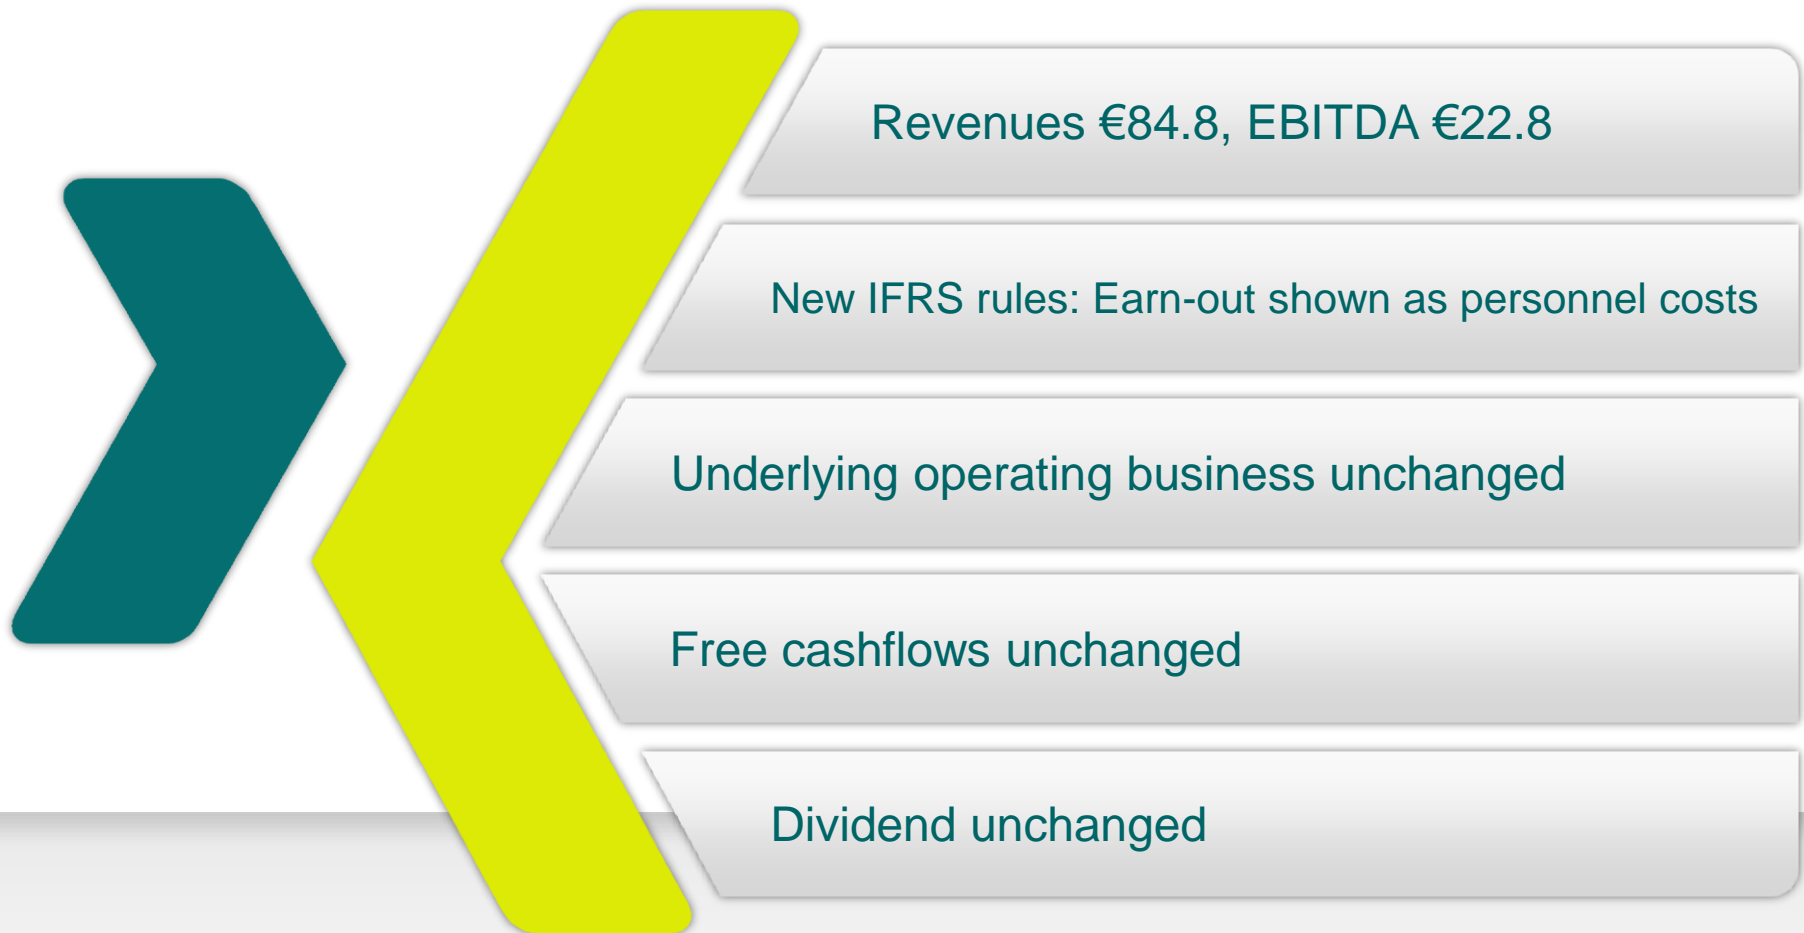 Revenues €84.8, EBITDA €22.8
New IFRS rules: Earn-out shown as personnel costs
Underlying operating business unchanged
Free cashflows unchanged
Dividend unchanged